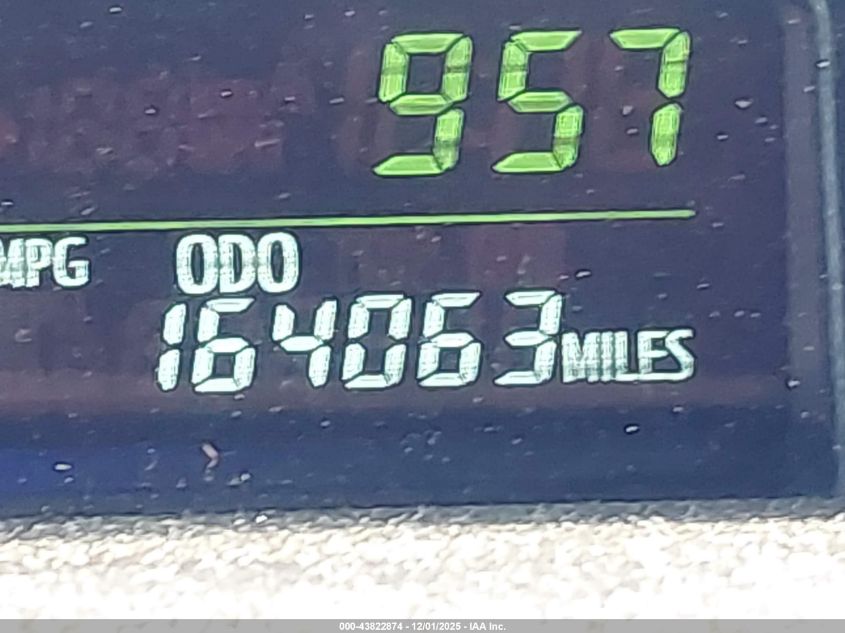 957
MPG ODO
164063 MILES
000-43822874 - 12/01/2025 - IAA Inc.